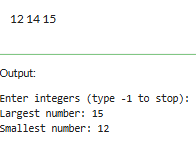 12 14 15
Output:
Enter integers (type -1 to stop):
Largest number: 15
Smallest number: 12